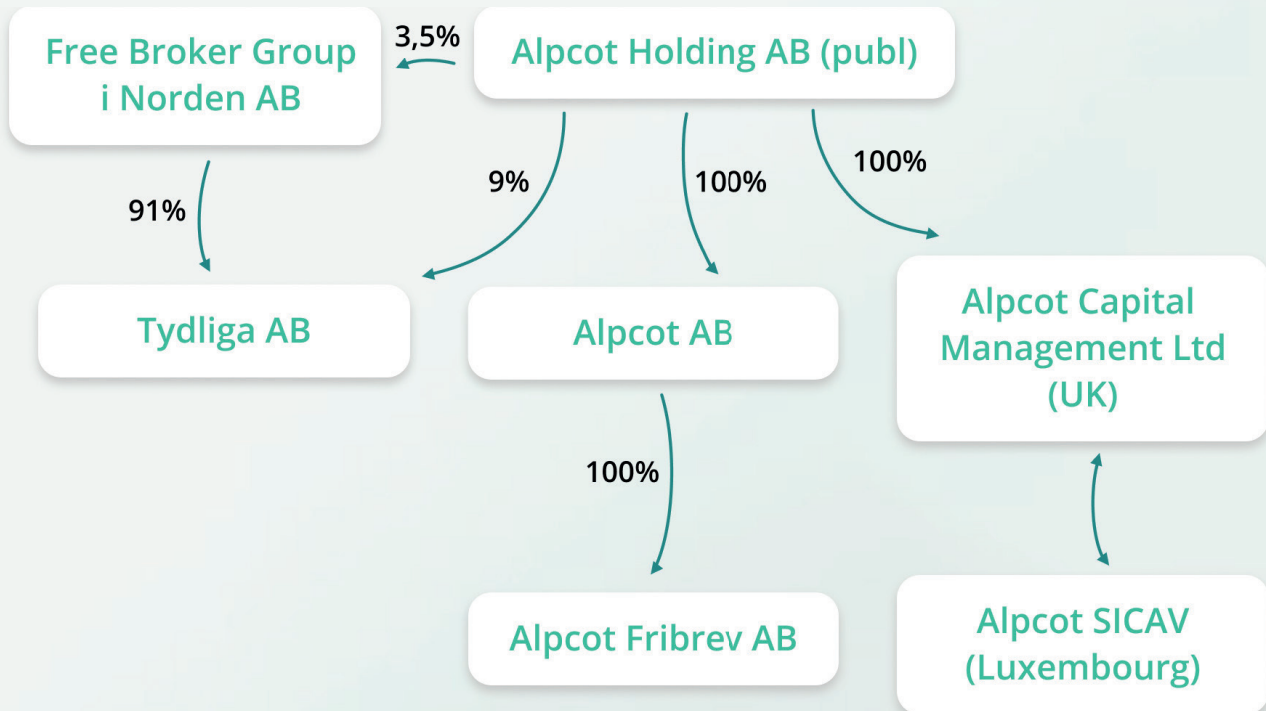 Free Broker Group
i Norden AB
3,5%
Alpcot Holding AB (publ)
91%
9%
100%
100%
Tydliga AB
Alpcot AB
Alpcot Capital
Management Ltd
(UK)
100%
Alpcot Fribrev AB
Alpcot SICAV
(Luxembourg)